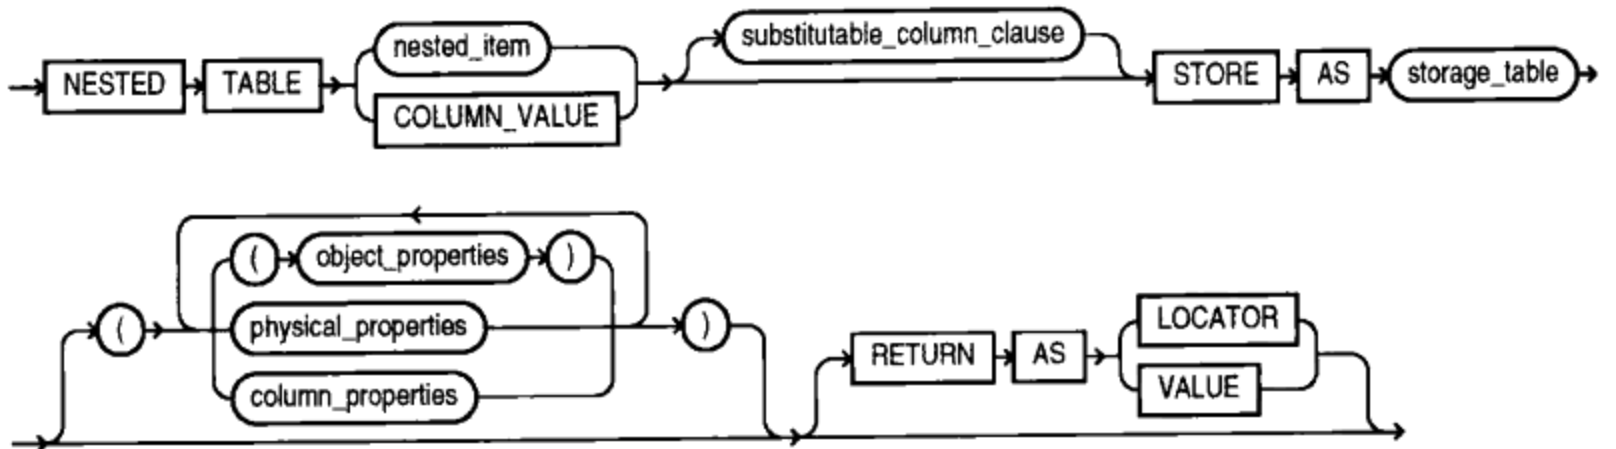 NESTED TABLE nested_item substitutable_column_clause STORE AS storage_table
COLUMN_VALUE
( object_properties )
( physical_properties )
column_properties
RETURN AS LOCATOR
VALUE